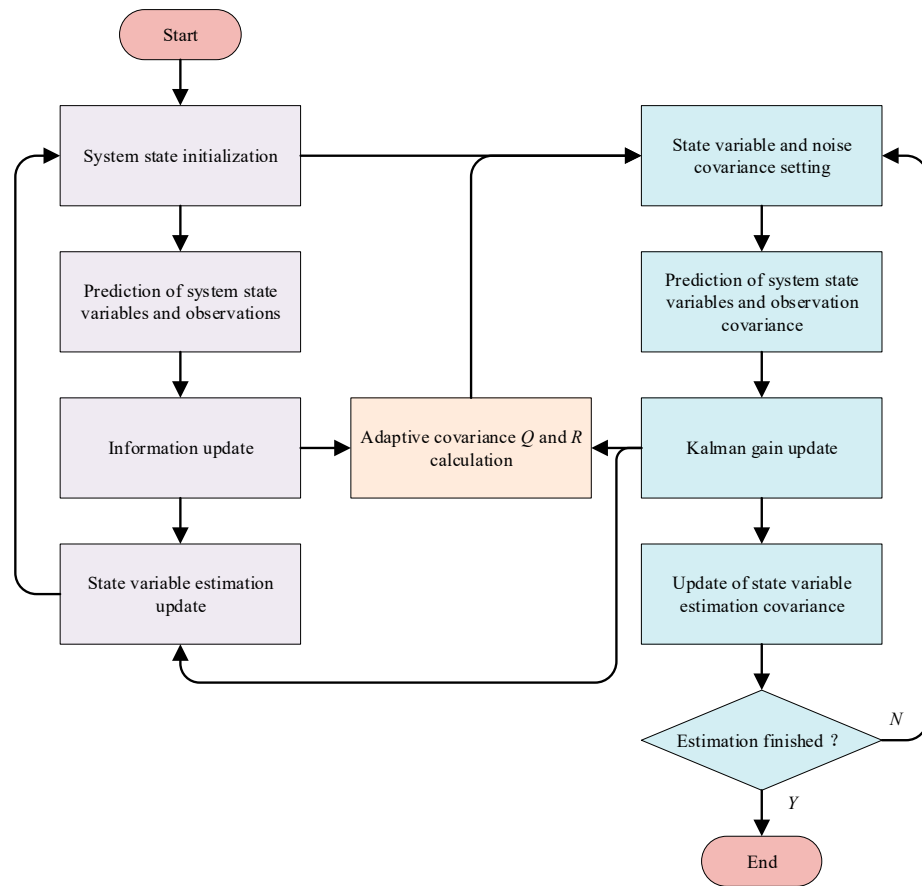 Start
System state initialization
State variable and noise
covariance setting
Prediction of system state
variables and observations
Prediction of system state
variables and observation
covariance
Information update
Adaptive covariance Q and R
calculation
Kalman gain update
State variable estimation
update
Update of state variable
estimation covariance
Estimation finished ？
N
Y
End